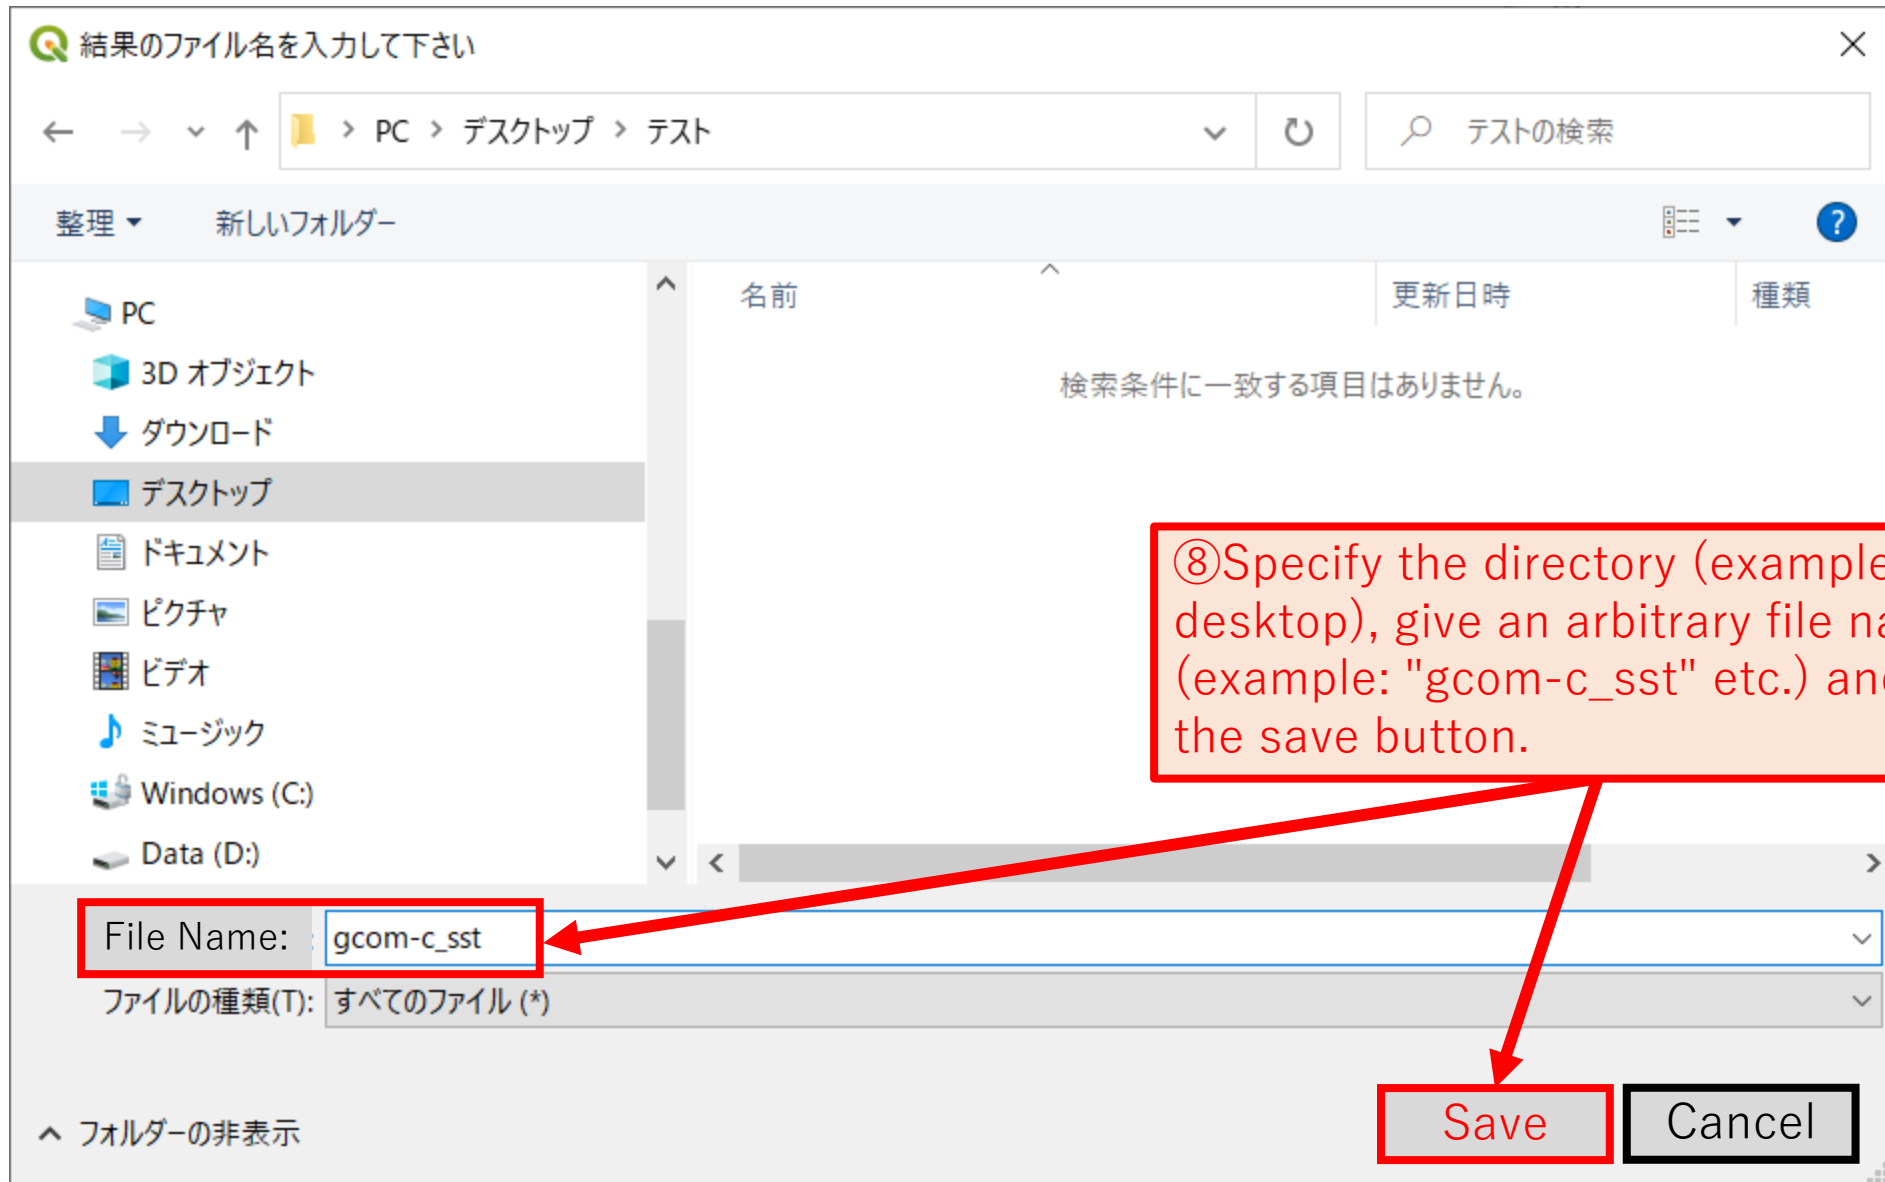 結果のファイル名を入力して下さい
PC > デスクトップ > テスト
テストの検索
整理 新しいフォルダー
名前 更新日時 種類
検索条件に一致する項目はありません。
PC
3D オブジェクト
ダウンロード
デスクトップ
ドキュメント
ピクチャ
ビデオ
ミュージック
Windows (C:)
Data (D:)
⑧Specify the directory (example
desktop), give an arbitrary file na
(example: "gcom-c_sst" etc.) an
the save button.
File Name: : gcom-c_sst
ファイルの種類(T): すべてのファイル (*)
フォルダーの非表示
Save Cancel